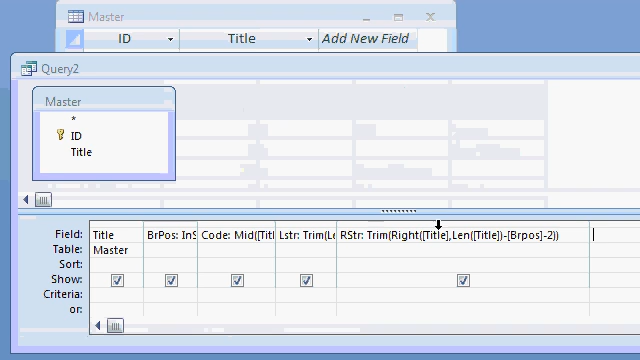 Master
ID Title Add New Field
Query2
Master
*
ID
Title
Field: Title BrPos: InS Code: Mid([Titl Lstr: Trim(Le RStr: Trim(Right([Title],Len([Title])-[Brpos]-2))
Table: Master
Sort:
Show:
Criteria:
or: